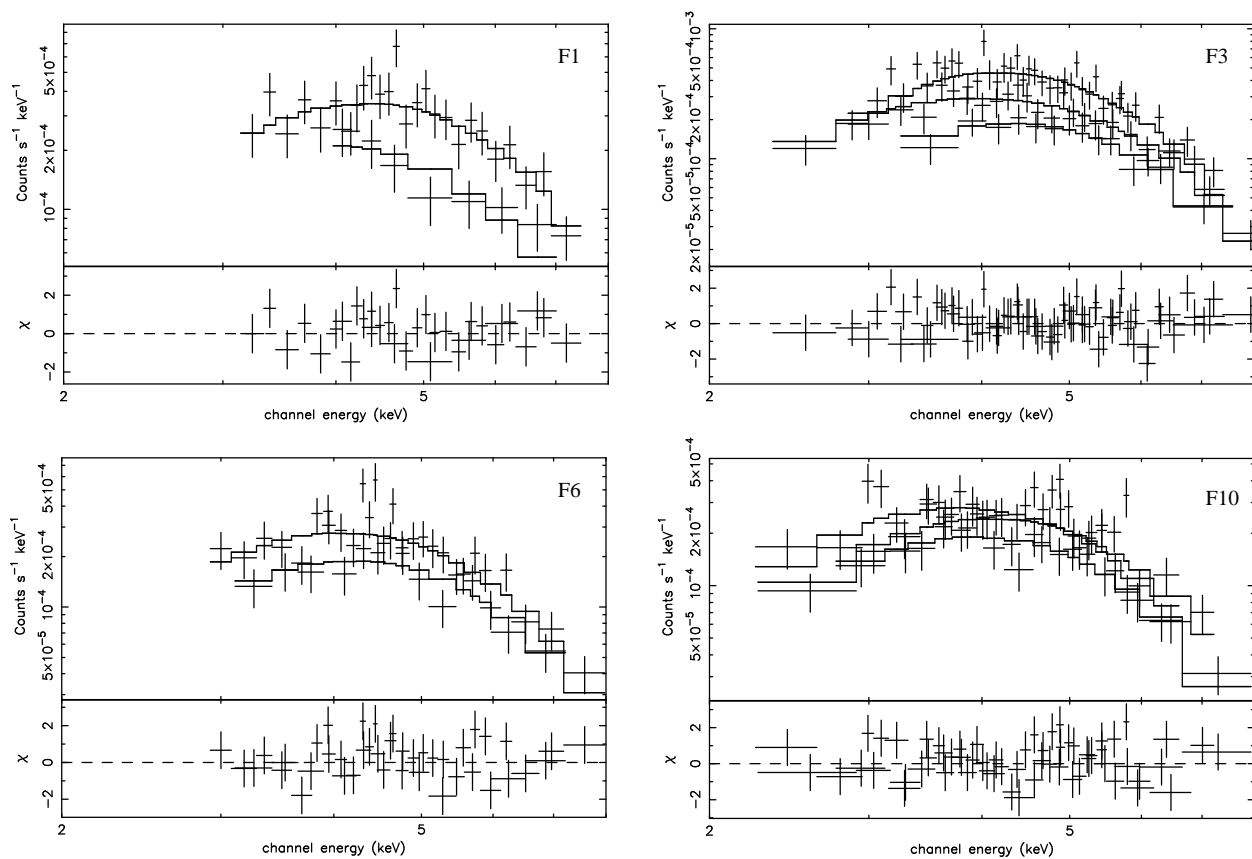 F1
Counts s⁻¹ keV⁻¹
5×10⁻⁴
2×10⁻⁴
10⁻⁴
χ
2
0
−2
2
5
channel energy (keV)
F3
Counts s⁻¹ keV⁻¹
10⁻³
5×10⁻⁴
2×10⁻⁴
10⁻⁴
5×10⁻⁵
2×10⁻⁵
χ
2
0
−2
2
5
channel energy (keV)
F6
Counts s⁻¹ keV⁻¹
5×10⁻⁴
2×10⁻⁴
10⁻⁴
5×10⁻⁵
χ
2
0
−2
2
5
channel energy (keV)
F10
Counts s⁻¹ keV⁻¹
5×10⁻⁴
2×10⁻⁴
10⁻⁴
5×10⁻⁵
χ
2
0
−2
2
5
channel energy (keV)